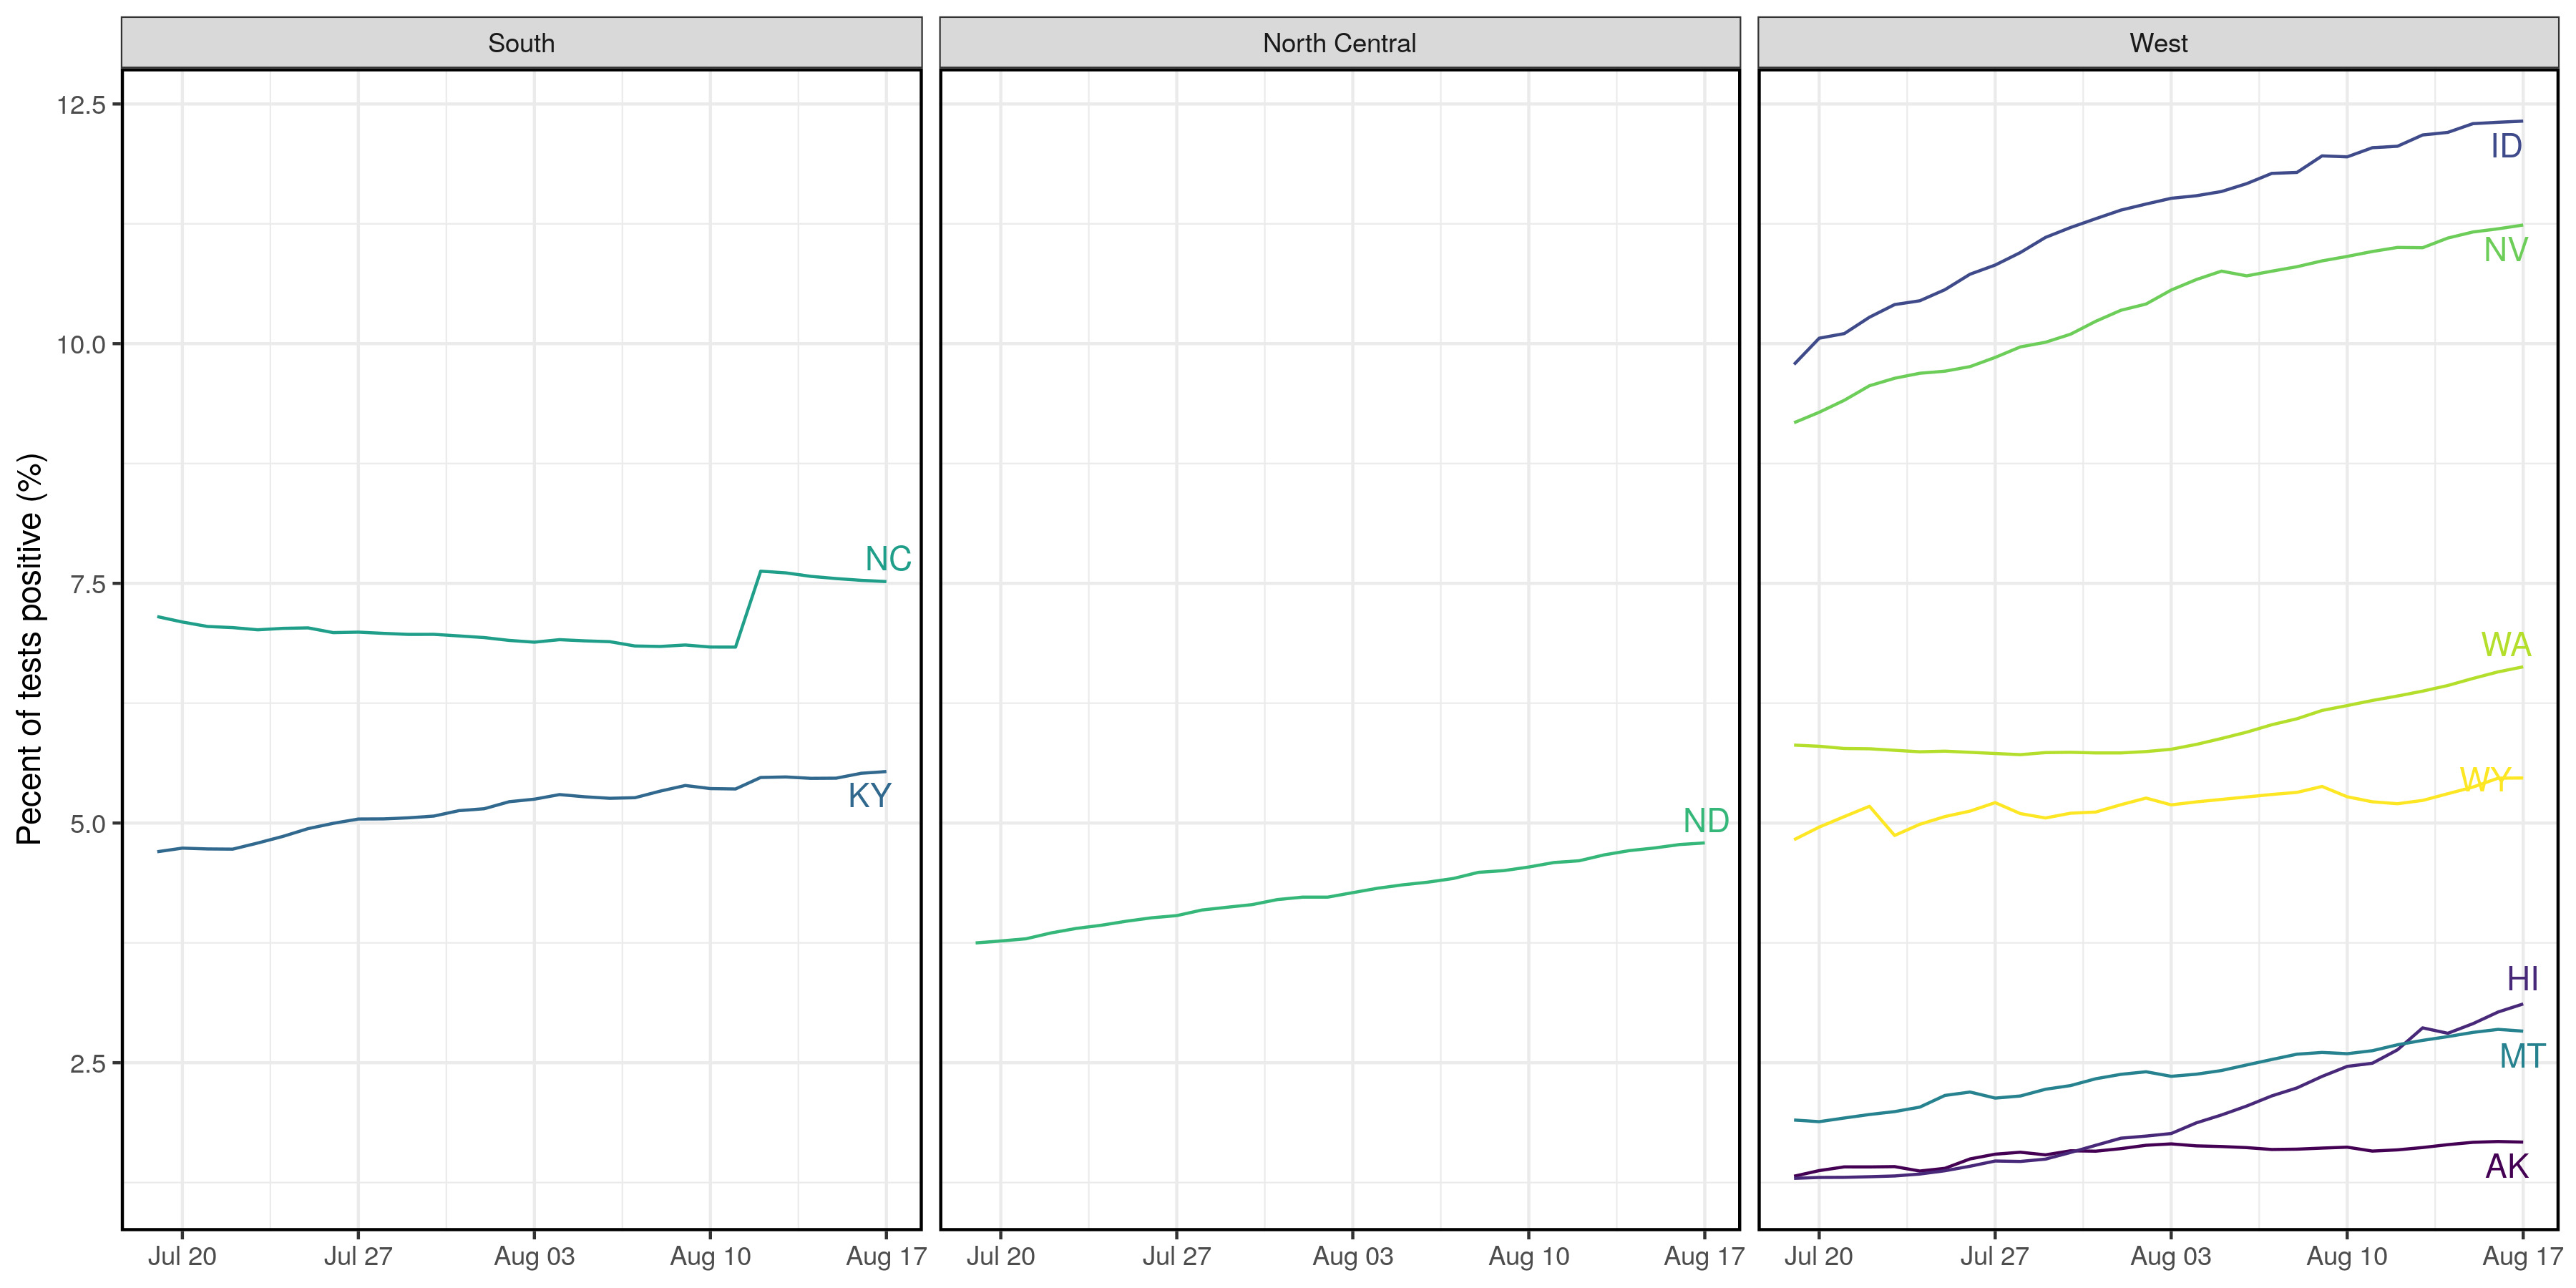 South
North Central
West
Pecent of tests positive (%)
12.5
10.0
7.5
5.0
2.5
NC
KY
ND
ID
NV
WA
WY
HI
MT
AK
Jul 20
Jul 27
Aug 03
Aug 10
Aug 17
Jul 20
Jul 27
Aug 03
Aug 10
Aug 17
Jul 20
Jul 27
Aug 03
Aug 10
Aug 17